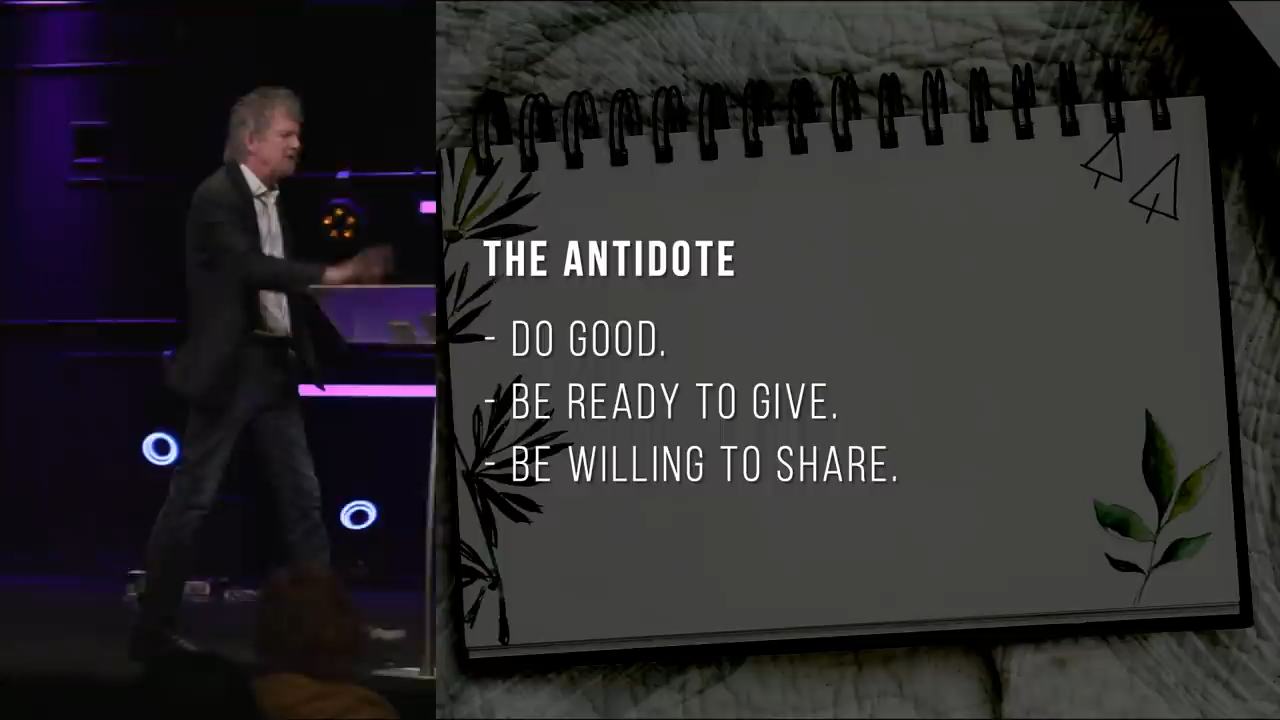 THE ANTIDOTE
- DO GOOD.
- BE READY TO GIVE.
- BE WILLING TO SHARE.